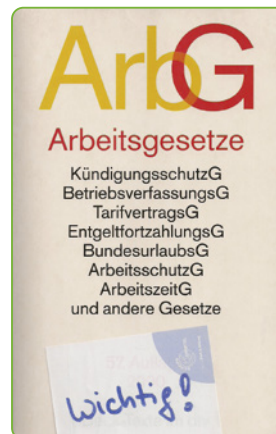 ArbG
Arbeitsgesetze
KündigungsschutzG
BetriebsverfassungsG
TarifvertragsG
EntgeltfortzahlungsG
BundesurlaubsG
ArbeitsschutzG
ArbeitszeitG
und andere Gesetze
wichtig!